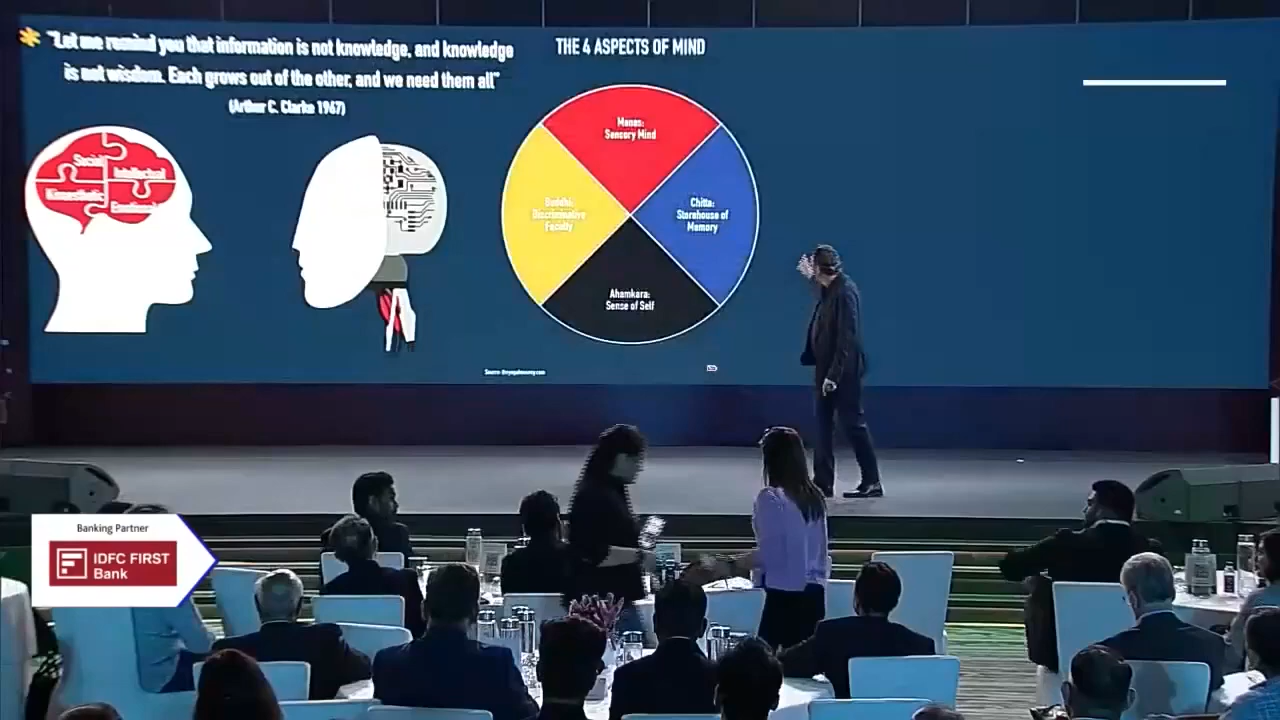 "Let me remind you that information is not knowledge, and knowledge
is not wisdom. Each grows out of the other, and we need them all"
(Arthur C. Clarke 1967)
THE 4 ASPECTS OF MIND
Social
Intellectual
Kinaesthetic
Emotional
Manas:
Sensory Mind
Buddhi:
Discriminative
Faculty
Chitta:
Storehouse of
Memory
Ahamkara:
Sense of Self
Banking Partner
IDFC FIRST
Bank